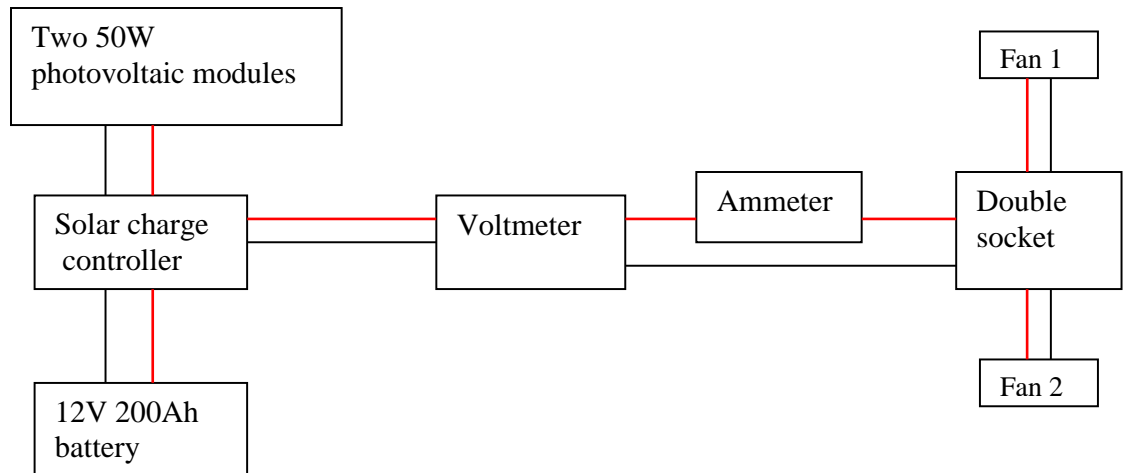 Two 50W
photovoltaic modules
Fan 1
Solar charge
controller
Voltmeter
Ammeter
Double
socket
12V 200Ah
battery
Fan 2